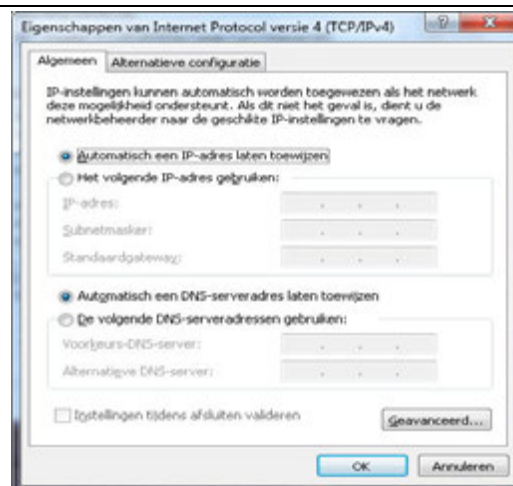 Eigenschappen van Internet Protocol versie 4 (TCP/IPv4)
Algemeen
Alternatieve configuratie
IP-instellingen kunnen automatisch worden toegewezen als het netwerk
deze mogelijkheid ondersteunt. Als dit niet het geval is, dient u de
netwerkbeheerder naar de geschikte IP-instellingen te vragen.
Automatisch een IP-adres laten toewijzen
Het volgende IP-adres gebruiken:
IP-adres:
Subnetmasker:
Standaardgateway:
Automatisch een DNS-serveradres laten toewijzen
De volgende DNS-serveradressen gebruiken:
Voorkeurs-DNS-server:
Alternatieve DNS-server:
Instellingen tijdens afsluiten valideren
Geavanceerd...
OK
Annuleren